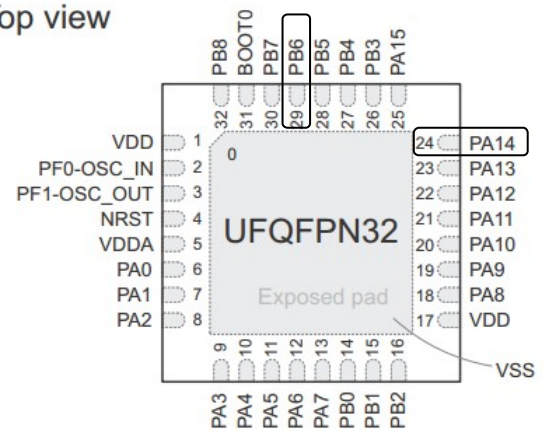 op view
PB8
BOOT0
PB7
PB6
PB5
PB4
PB3
PA15
32
31
30
29
28
27
26
25
VDD 1
PF0-OSC_IN 2
PF1-OSC_OUT 3
NRST 4
VDDA 5
PA0 6
PA1 7
PA2 8
0
UFQFPN32
Exposed pad
24 PA14
23 PA13
22 PA12
21 PA11
20 PA10
19 PA9
18 PA8
17 VDD
VSS
9
10
11
12
13
14
15
16
PA3
PA4
PA5
PA6
PA7
PB0
PB1
PB2